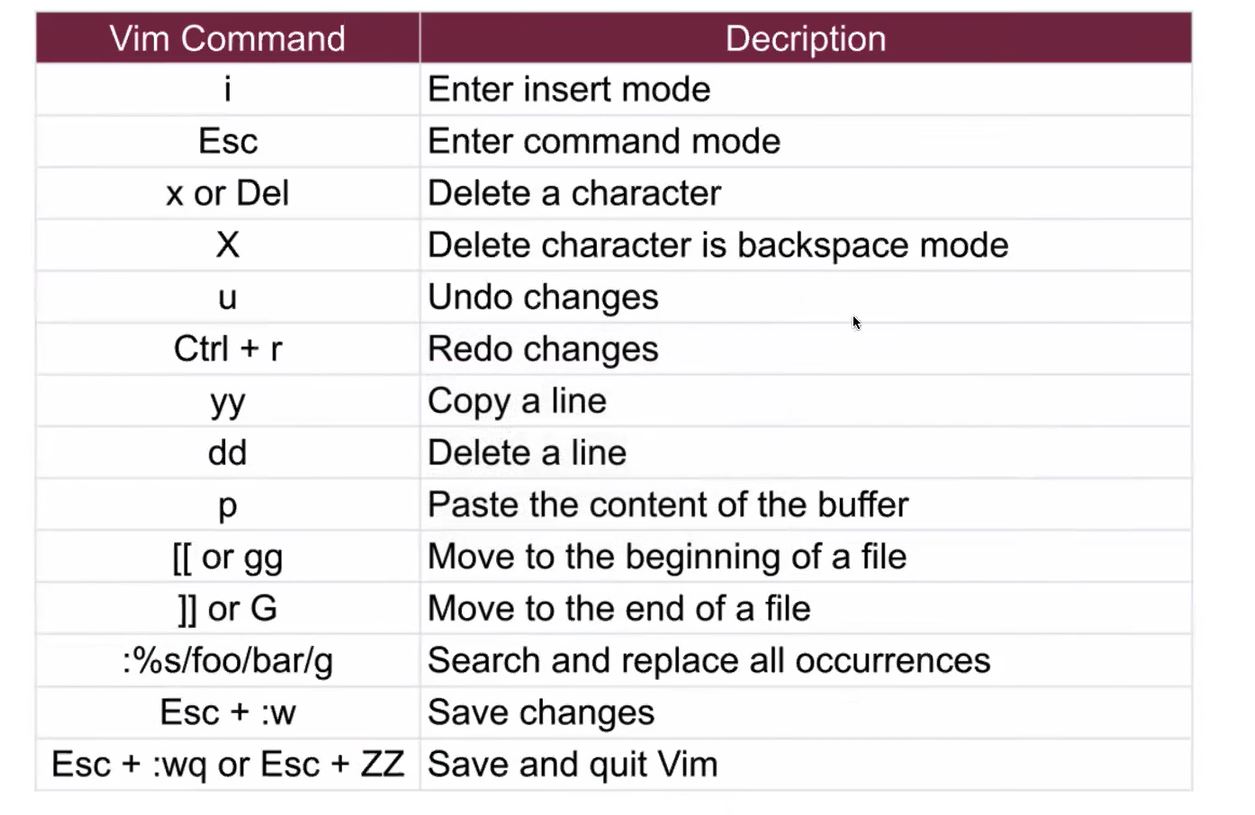 Vim Command Decription
i Enter insert mode
Esc Enter command mode
x or Del Delete a character
X Delete character is backspace mode
u Undo changes
Ctrl + r Redo changes
yy Copy a line
dd Delete a line
p Paste the content of the buffer
[[ or gg Move to the beginning of a file
]] or G Move to the end of a file
:%s/foo/bar/g Search and replace all occurrences
Esc + :w Save changes
Esc + :wq or Esc + ZZ Save and quit Vim